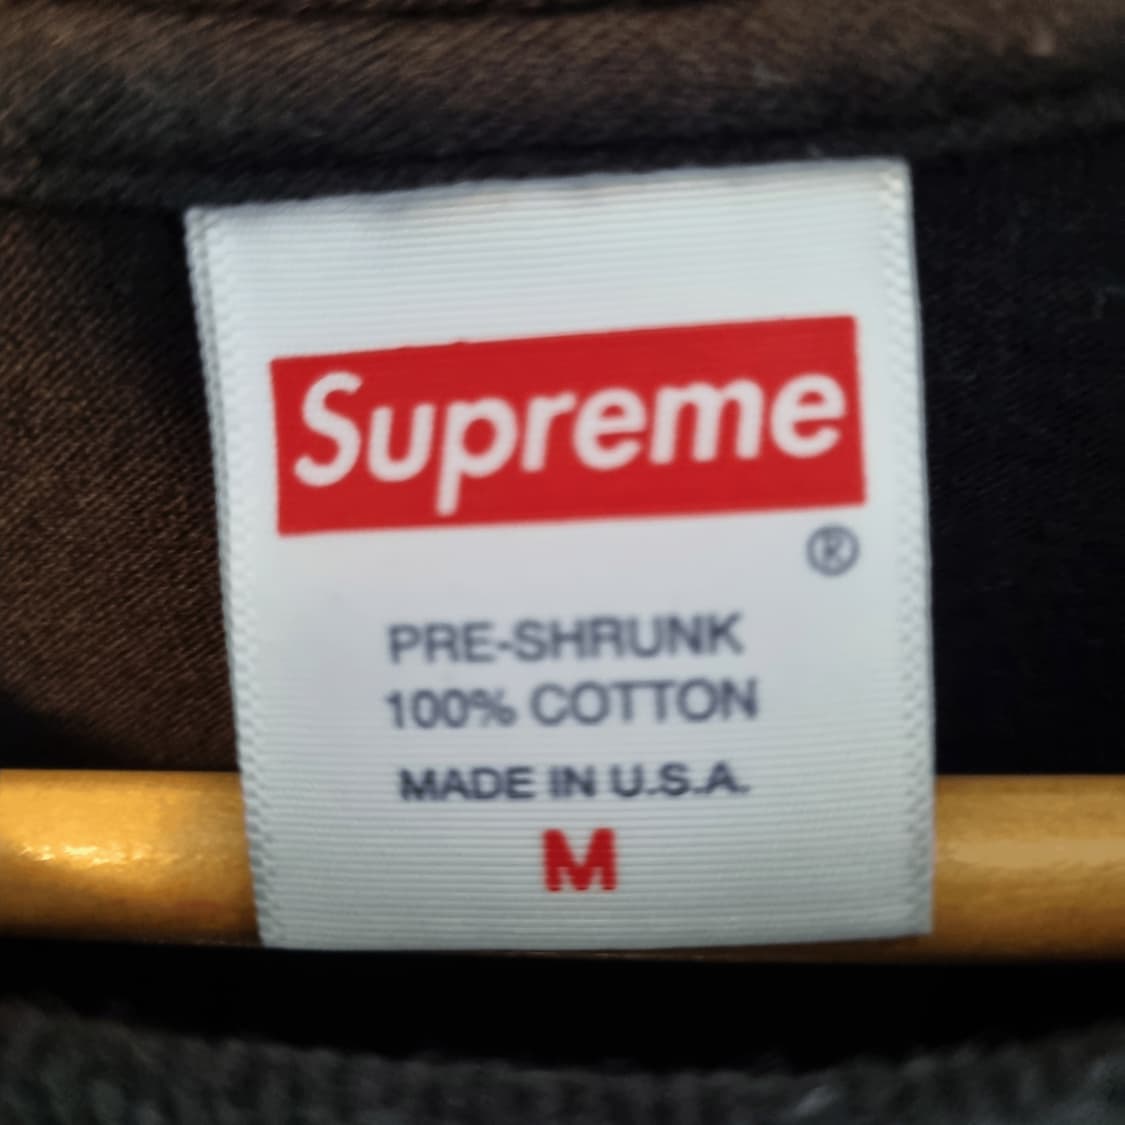 Supreme
®
PRE-SHRUNK
100% COTTON
MADE IN U.S.A.
M